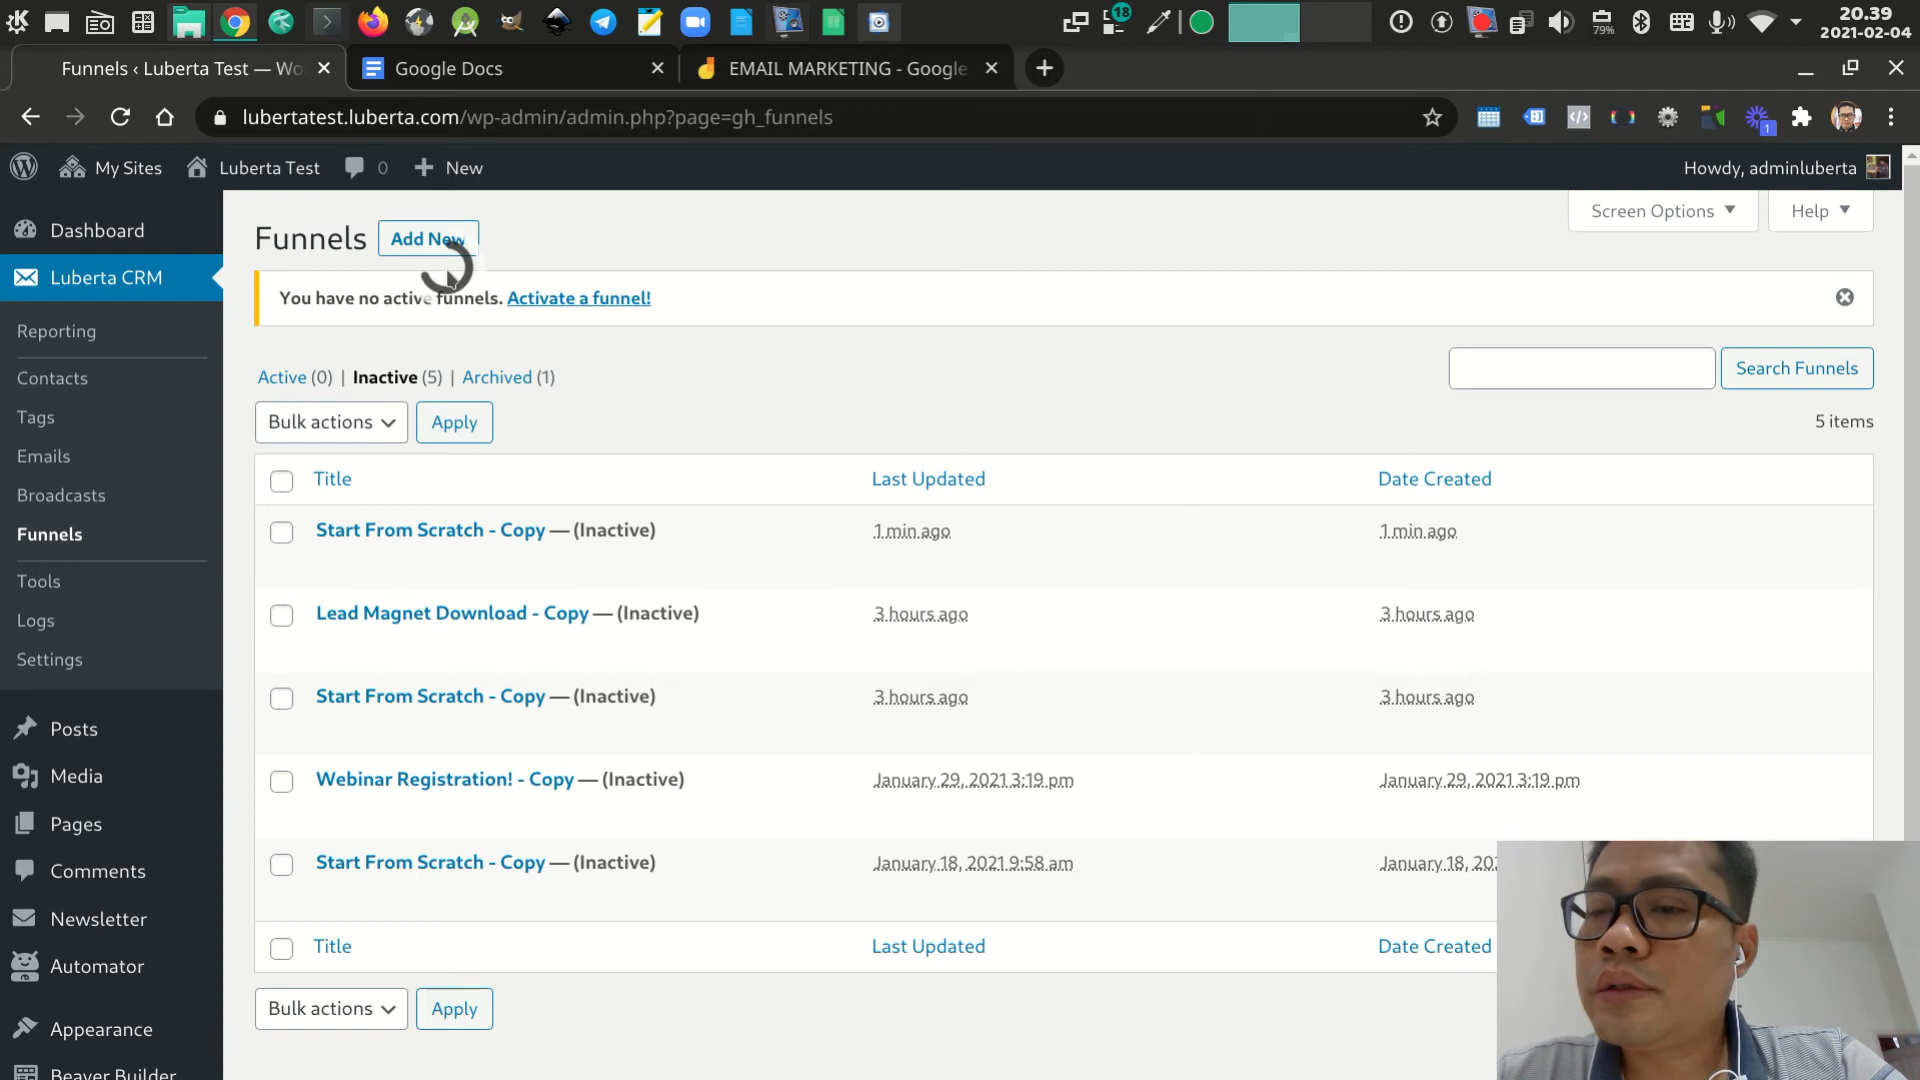 18
79%
20.39
2021-02-04
Funnels ‹ Luberta Test — Wo
Google Docs
EMAIL MARKETING - Google
lubertatest.luberta.com/wp-admin/admin.php?page=gh_funnels
1
My Sites
Luberta Test
0
New
Howdy, adminluberta
Dashboard
Luberta CRM
Reporting
Contacts
Tags
Emails
Broadcasts
Funnels
Tools
Logs
Settings
Posts
Media
Pages
Comments
Newsletter
Automator
Appearance
Beaver Builder
Screen Options
Help
Funnels
Add New
You have no active funnels. Activate a funnel!
Active (0) | Inactive (5) | Archived (1)
Search Funnels
Bulk actions
Apply
5 items
Title
Last Updated
Date Created
Start From Scratch - Copy — (Inactive)
1 min ago
1 min ago
Lead Magnet Download - Copy — (Inactive)
3 hours ago
3 hours ago
Start From Scratch - Copy — (Inactive)
3 hours ago
3 hours ago
Webinar Registration! - Copy — (Inactive)
January 29, 2021 3:19 pm
January 29, 2021 3:19 pm
Start From Scratch - Copy — (Inactive)
January 18, 2021 9:58 am
January 18, 202
Title
Last Updated
Date Created
Bulk actions
Apply